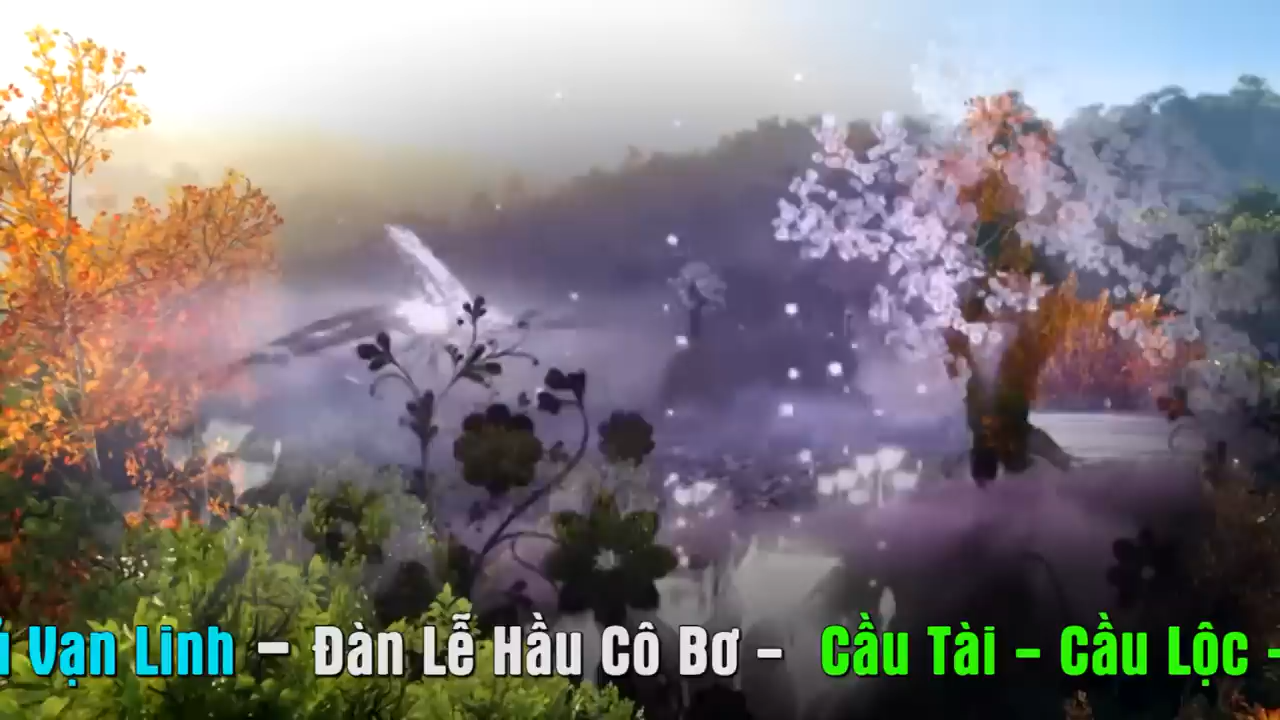 Vạn Linh – Đàn Lễ Hầu Cô Bơ – Cầu Tài – Cầu Lộc -